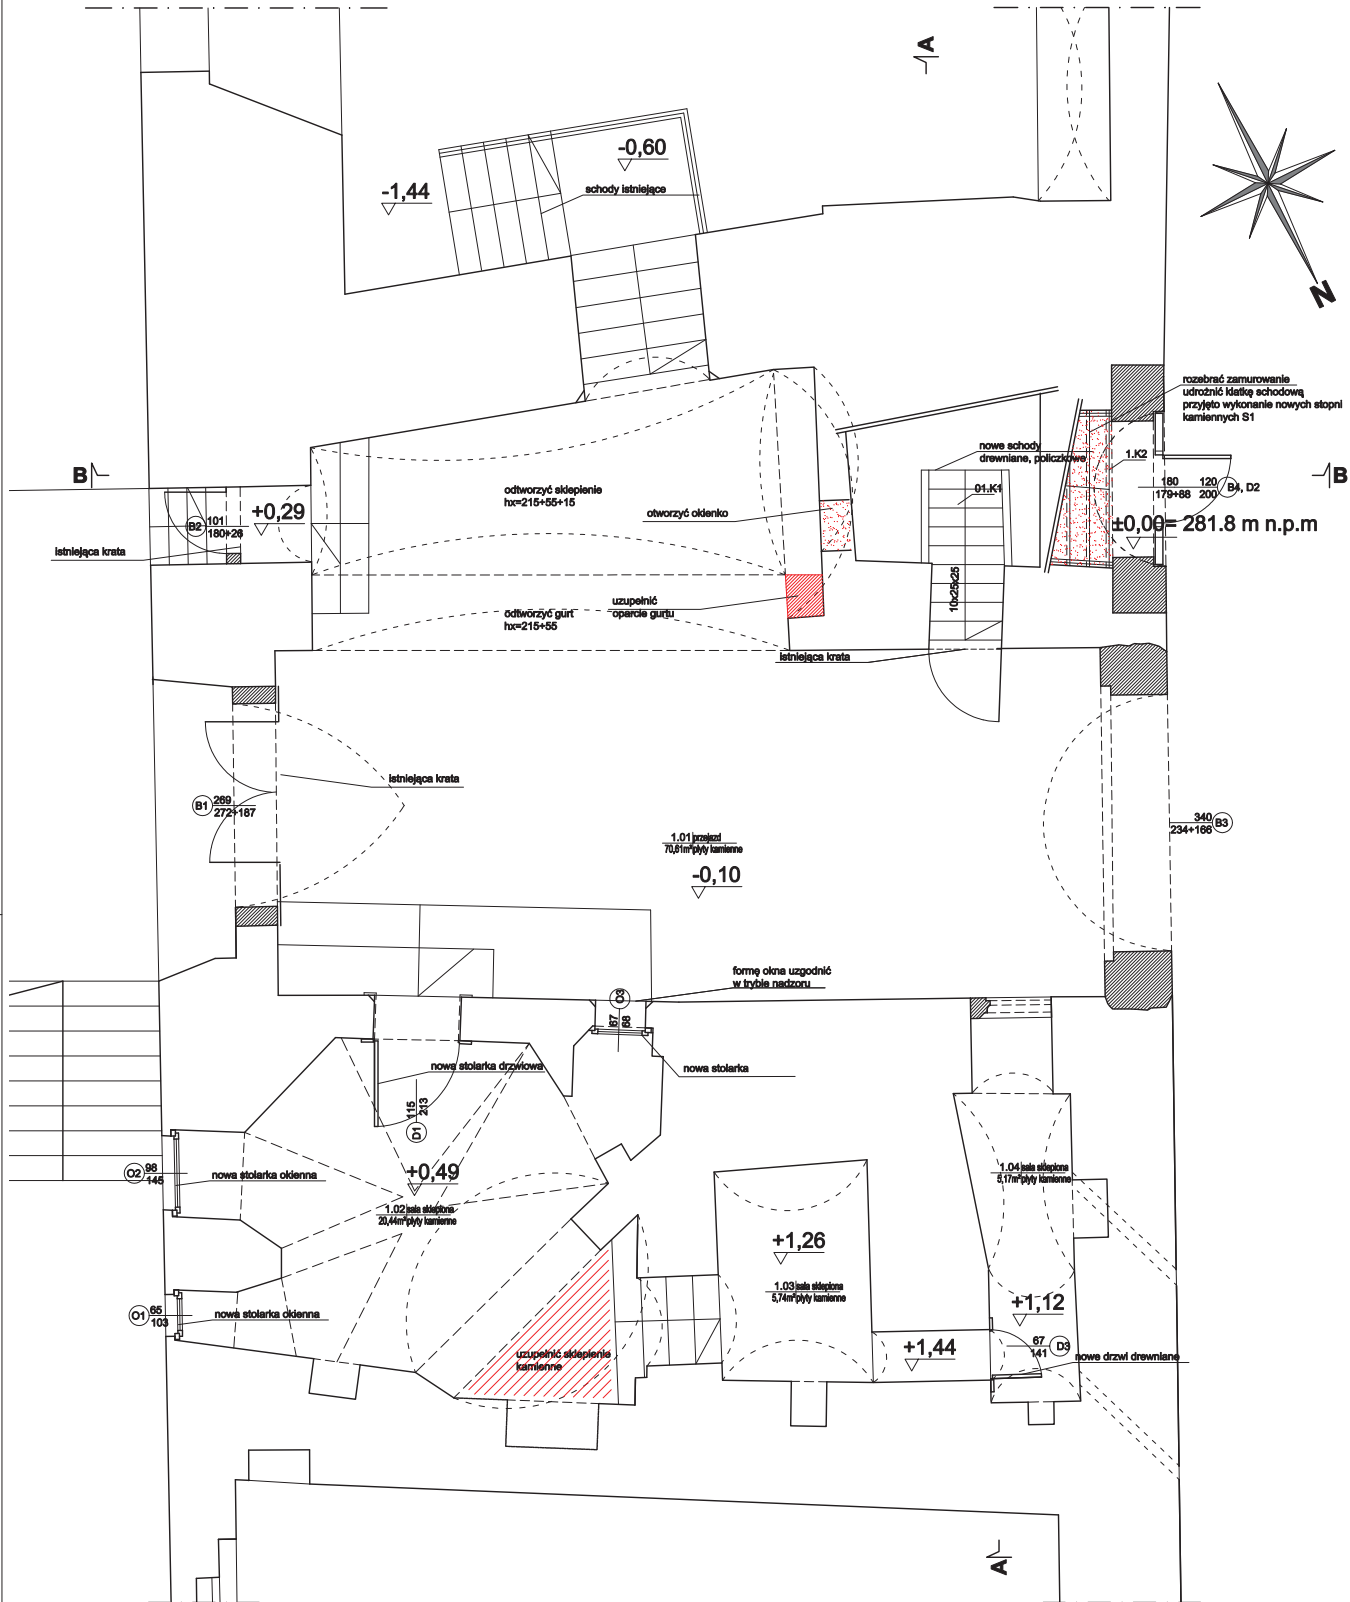 A
-0,60
-1,44
schody istniejące
N
rozebrać zamurowanie
udrożnić klatkę schodową
przyjęto wykonanie nowych stopni
kamiennych S1
nowe schody
drewniane, policzkowe
1.K2
B
B
180 120
179+88 200
B4, D2
odtworzyć sklepienie
hx=215+55+15
01.K1
otworzyć okienko
+0,29
B2
101
180+26
±0,00= 281.8 m n.p.m
istniejąca krata
10x25x25
uzupełnić
oparcie gurtu
odtworzyć gurt
hx=215+55
istniejąca krata
istniejąca krata
B1
269
272+187
340
234+166
B3
1.01 przejazd
70,61m² płyty kamienne
-0,10
formę okna uzgodnić
w trybie nadzoru
O3
67
68
nowa stolarka drzwiowa
nowa stolarka
115
213
D1
O2
98
145
nowa stolarka okienna
+0,49
1.02 sala sklepiona
20,44m² płyty kamienne
1.04 sala sklepiona
5,17m² płyty kamienne
+1,26
1.03 sala sklepiona
5,74m² płyty kamienne
O1
65
103
nowa stolarka okienna
+1,12
+1,44
67
141
D3
nowe drzwi drewniane
uzupełnić sklepienie
kamienne
A